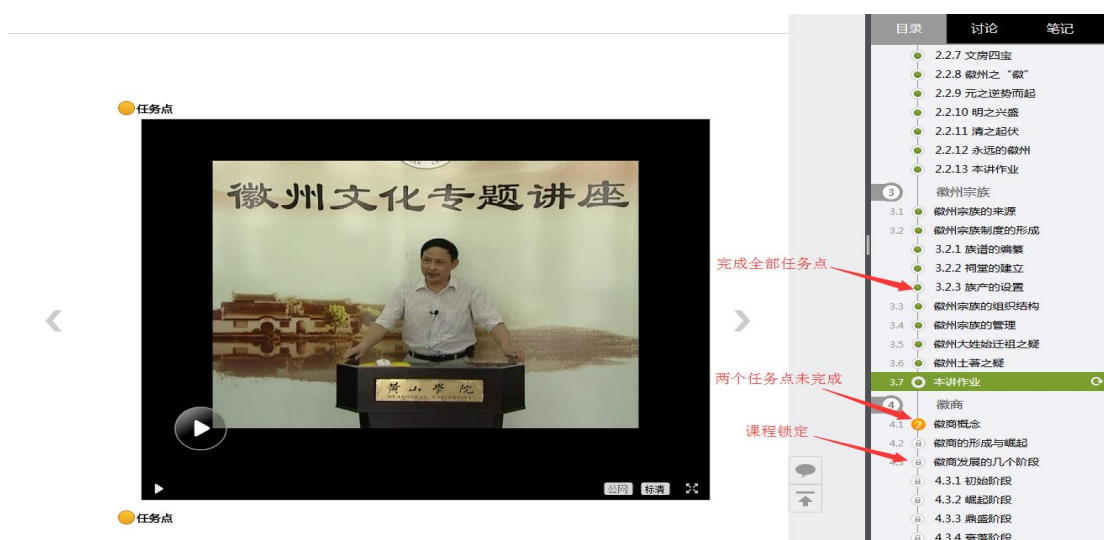 目录 讨论 笔记
2.2.7 文房四宝
2.2.8 徽州之“徽”
2.2.9 元之逆势而起
2.2.10 明之兴盛
2.2.11 清之起伏
2.2.12 永远的徽州
2.2.13 本讲作业
3 徽州宗族
3.1 徽州宗族的来源
3.2 徽州宗族制度的形成
3.2.1 族谱的编纂
3.2.2 祠堂的建立
3.2.3 族产的设置
3.3 徽州宗族的组织结构
3.4 徽州宗族的管理
3.5 徽州大姓始迁祖之疑
3.6 徽州土著之疑
3.7 本讲作业
4 徽商
4.1 2 徽商概念
4.2 徽商的形成与崛起
4.3 徽商发展的几个阶段
4.3.1 初始阶段
4.3.2 崛起阶段
4.3.3 鼎盛阶段
4.3.4 衰落阶段
任务点
徽州文化专题讲座
黄山学院
HUANGSHAN UNIVERSITY
公网 标清
任务点
完成全部任务点
两个任务点未完成
课程锁定